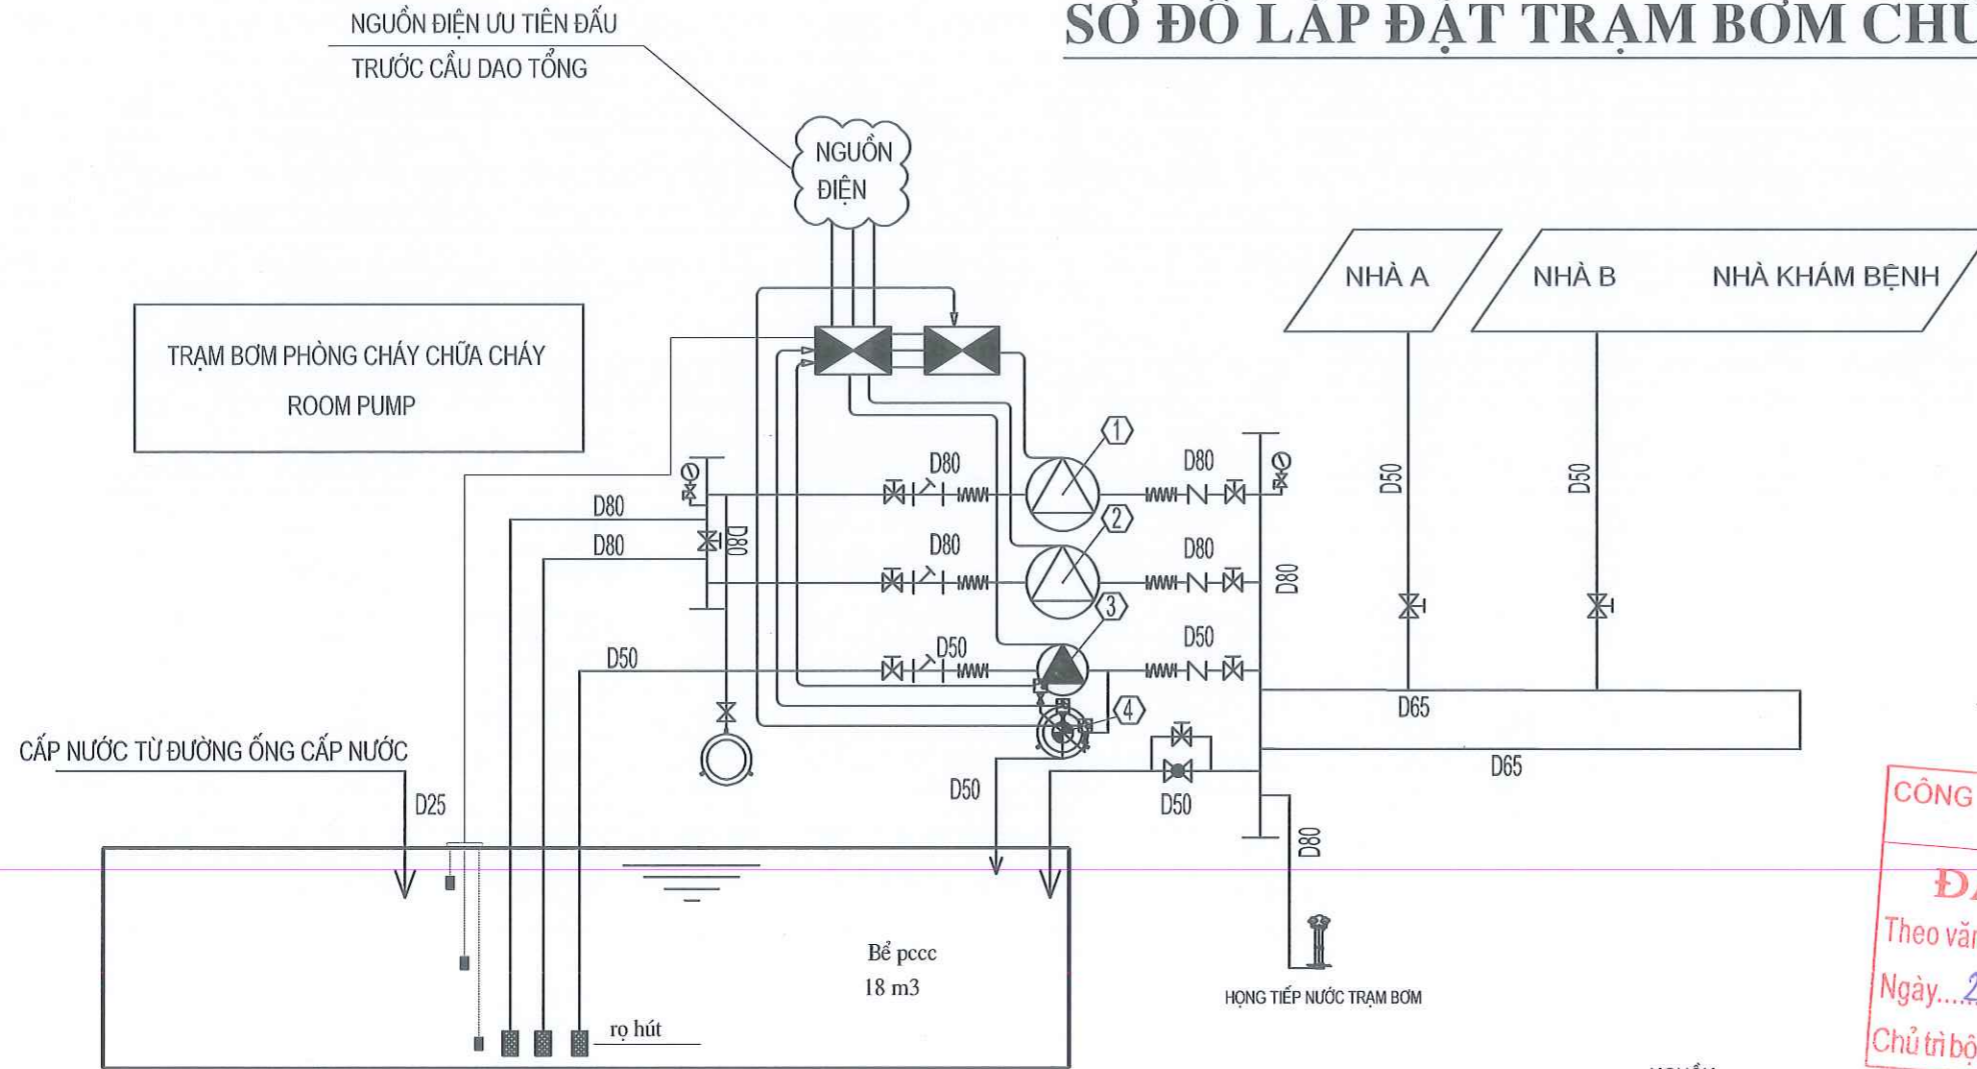 NGUỒN ĐIỆN ƯU TIÊN ĐẤU
TRƯỚC CẦU DAO TỔNG
SƠ ĐỒ LẮP ĐẶT TRẠM BƠM
NGUỒN
ĐIỆN
TRẠM BƠM PHÒNG CHÁY CHỮA CHÁY
ROOM PUMP
NHÀ A
NHÀ B
NHÀ KHÁM BỆNH
1
D80
D80
D80
D50
D50
2
D80
D80
D80
D80
D80
3
D50
D50
D50
D65
4
CẤP NƯỚC TỪ ĐƯỜNG ỐNG CẤP NƯỚC
D65
D25
D50
D50
D80
CÔNG
Bể pccc
18 m3
Theo
Ngày....2
HỌNG TIẾP NƯỚC TRẠM BƠM
rọ hút
Chủ trì bộ